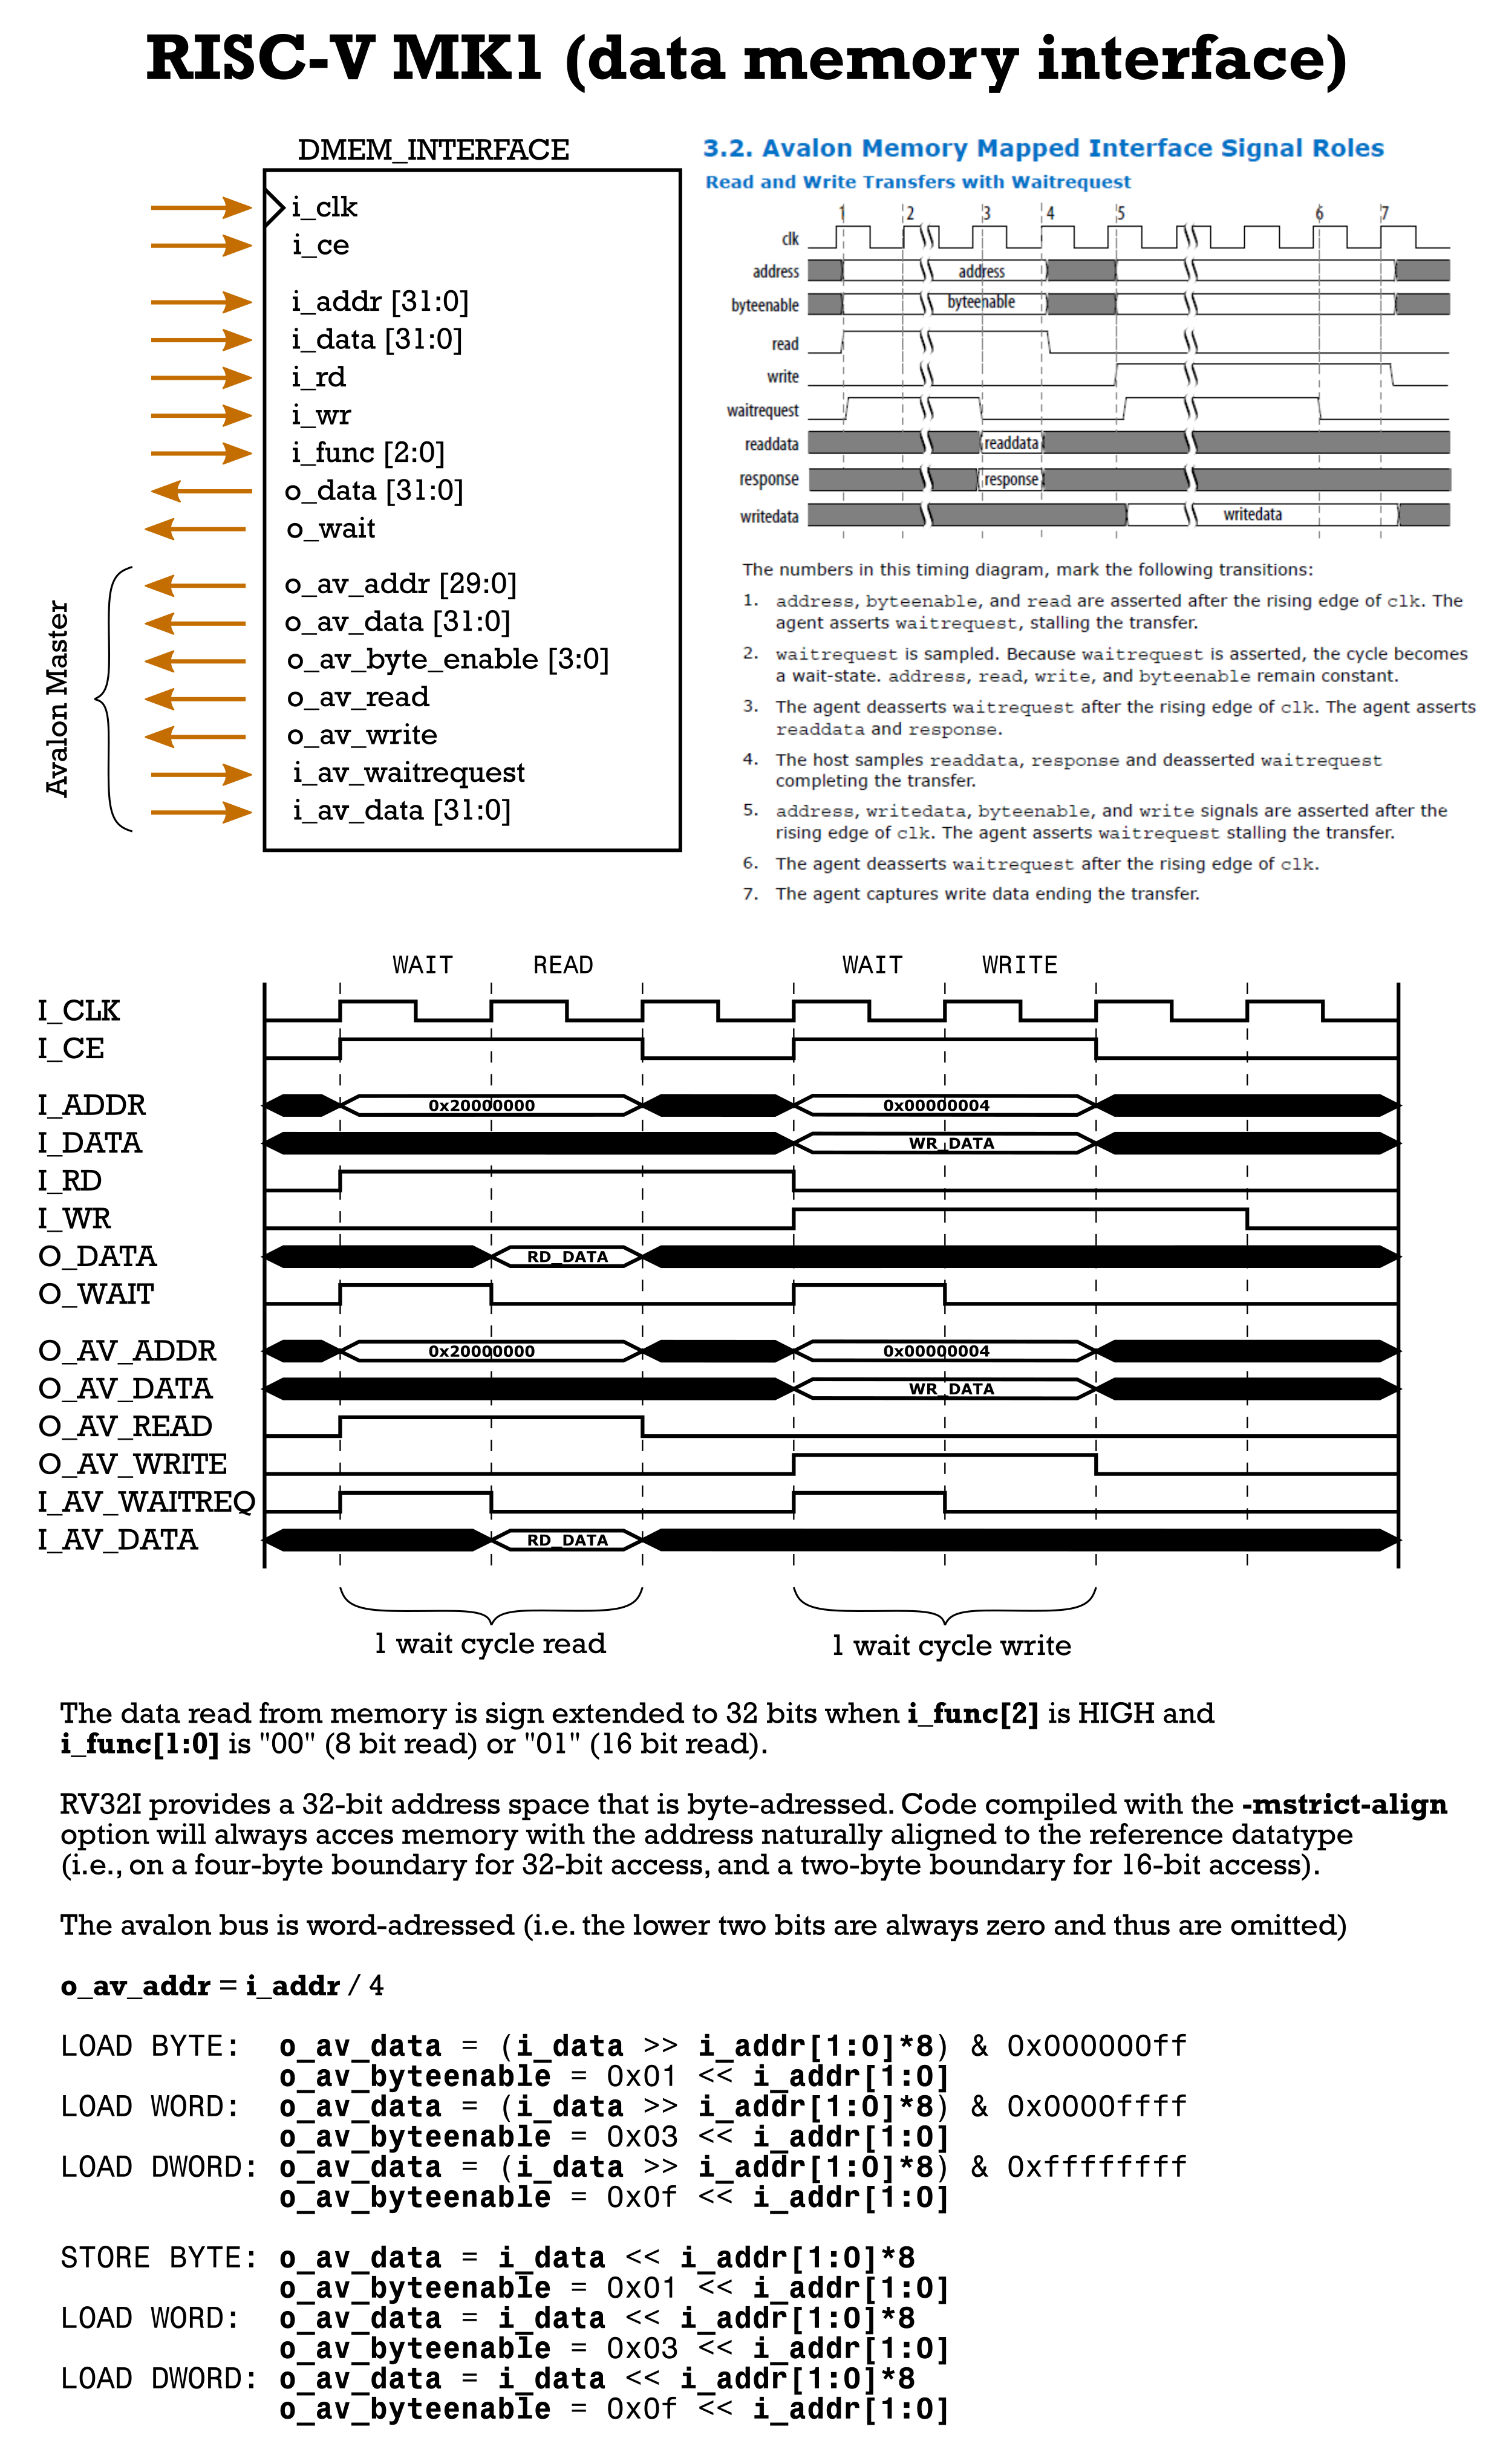 RISC-V MK1 (data memory interface)
DMEM_INTERFACE
i_clk
i_ce
i_addr [31:0]
i_data [31:0]
i_rd
i_wr
i_func [2:0]
o_data [31:0]
o_wait
Avalon Master
o_av_addr [29:0]
o_av_data [31:0]
o_av_byte_enable [3:0]
o_av_read
o_av_write
i_av_waitrequest
i_av_data [31:0]
3.2. Avalon Memory Mapped Interface Signal Roles
Read and Write Transfers with Waitrequest
1 2 3 4 5 6 7
clk
address address
byteenable byteenable
read
write
waitrequest
readdata readdata
response response
writedata writedata
The numbers in this timing diagram, mark the following transitions:
1. address, byteenable, and read are asserted after the rising edge of clk. The
agent asserts waitrequest, stalling the transfer.
2. waitrequest is sampled. Because waitrequest is asserted, the cycle becomes
a wait-state. address, read, write, and byteenable remain constant.
3. The agent deasserts waitrequest after the rising edge of clk. The agent asserts
readdata and response.
4. The host samples readdata, response and deasserted waitrequest
completing the transfer.
5. address, writedata, byteenable, and write signals are asserted after the
rising edge of clk. The agent asserts waitrequest stalling the transfer.
6. The agent deasserts waitrequest after the rising edge of clk.
7. The agent captures write data ending the transfer.
WAIT READ WAIT WRITE
I_CLK
I_CE
I_ADDR 0x20000000 0x00000004
I_DATA WR_DATA
I_RD
I_WR
O_DATA RD_DATA
O_WAIT
O_AV_ADDR 0x20000000 0x00000004
O_AV_DATA WR_DATA
O_AV_READ
O_AV_WRITE
I_AV_WAITREQ
I_AV_DATA RD_DATA
1 wait cycle read 1 wait cycle write
The data read from memory is sign extended to 32 bits when i_func[2] is HIGH and
i_func[1:0] is "00" (8 bit read) or "01" (16 bit read).
RV32I provides a 32-bit address space that is byte-adressed. Code compiled with the -mstrict-align
option will always acces memory with the address naturally aligned to the reference datatype
(i.e., on a four-byte boundary for 32-bit access, and a two-byte boundary for 16-bit access).
The avalon bus is word-adressed (i.e. the lower two bits are always zero and thus are omitted)
o_av_addr = i_addr / 4
LOAD BYTE: o_av_data = (i_data >> i_addr[1:0]*8) & 0x000000ff
o_av_byteenable = 0x01 << i_addr[1:0]
LOAD WORD: o_av_data = (i_data >> i_addr[1:0]*8) & 0x0000ffff
o_av_byteenable = 0x03 << i_addr[1:0]
LOAD DWORD: o_av_data = (i_data >> i_addr[1:0]*8) & 0xffffffff
o_av_byteenable = 0x0f << i_addr[1:0]
STORE BYTE: o_av_data = i_data << i_addr[1:0]*8
o_av_byteenable = 0x01 << i_addr[1:0]
LOAD WORD: o_av_data = i_data << i_addr[1:0]*8
o_av_byteenable = 0x03 << i_addr[1:0]
LOAD DWORD: o_av_data = i_data << i_addr[1:0]*8
o_av_byteenable = 0x0f << i_addr[1:0]